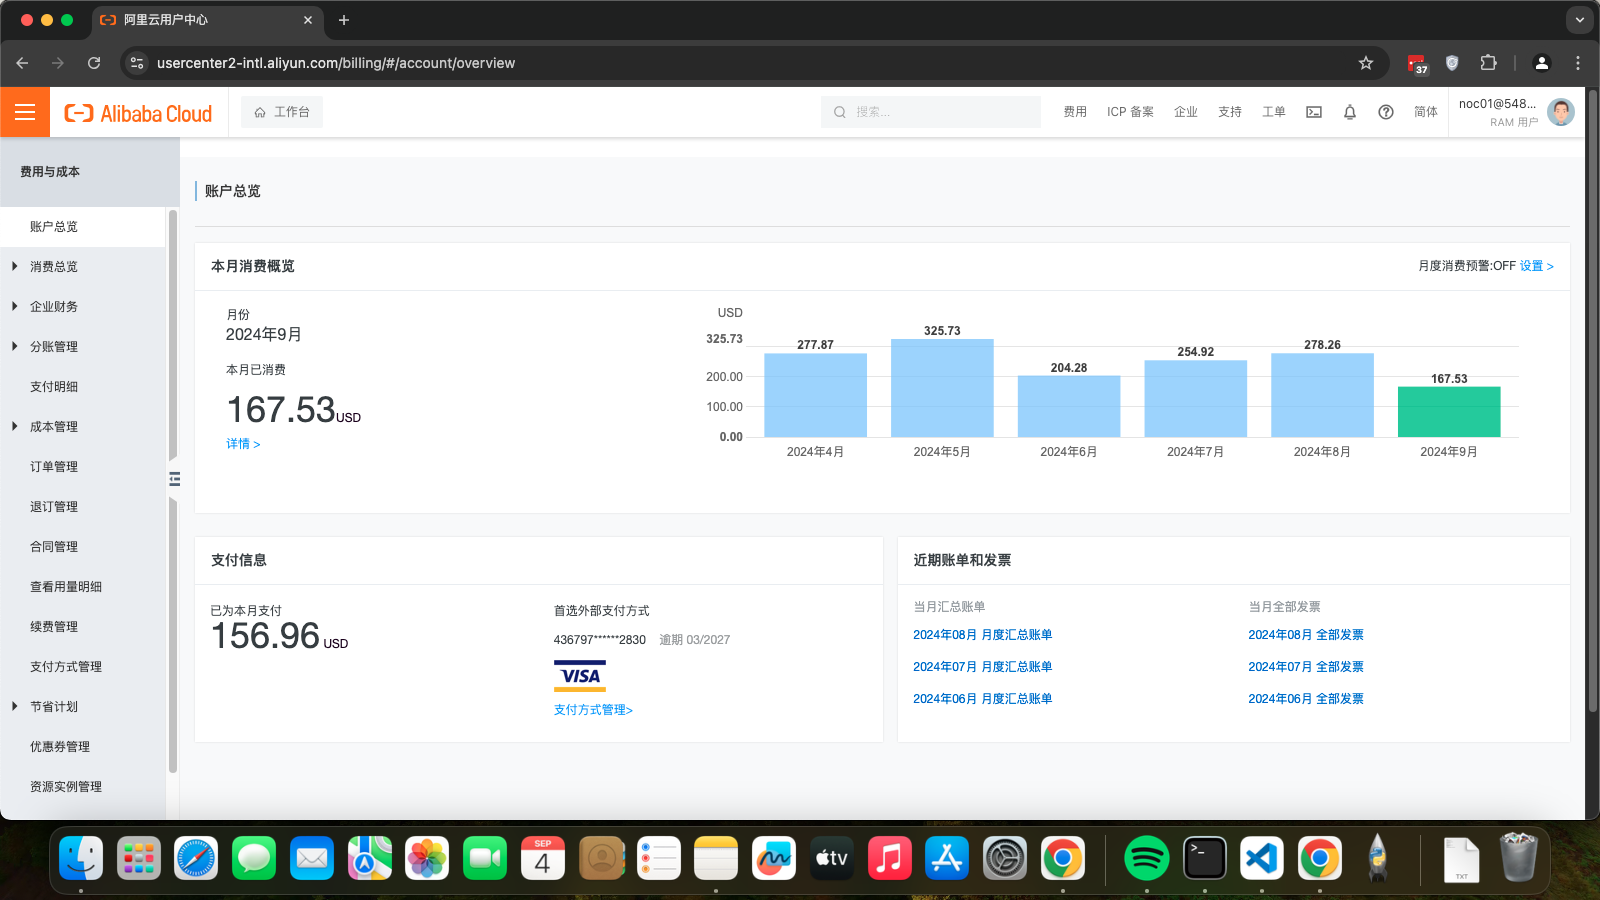 阿里云用户中心
usercenter2-intl.aliyun.com/billing/#/account/overview
37
Alibaba Cloud
工作台
搜索...
费用
ICP 备案
企业
支持
工单
简体
noc01@548...
RAM 用户
费用与成本
账户总览
消费总览
企业财务
分账管理
支付明细
成本管理
订单管理
退订管理
合同管理
查看用量明细
续费管理
支付方式管理
节省计划
优惠券管理
资源实例管理
账户总览
本月消费概览
月度消费预警:OFF 设置 >
月份
2024年9月
本月已消费
167.53USD
详情 >
USD
325.73
200.00
100.00
0.00
277.87
325.73
204.28
254.92
278.26
167.53
2024年4月
2024年5月
2024年6月
2024年7月
2024年8月
2024年9月
支付信息
已为本月支付
156.96 USD
首选外部支付方式
436797******2830 逾期 03/2027
VISA
支付方式管理>
近期账单和发票
当月汇总账单
2024年08月 月度汇总账单
2024年07月 月度汇总账单
2024年06月 月度汇总账单
当月全部发票
2024年08月 全部发票
2024年07月 全部发票
2024年06月 全部发票
SEP
4
tv
TXT